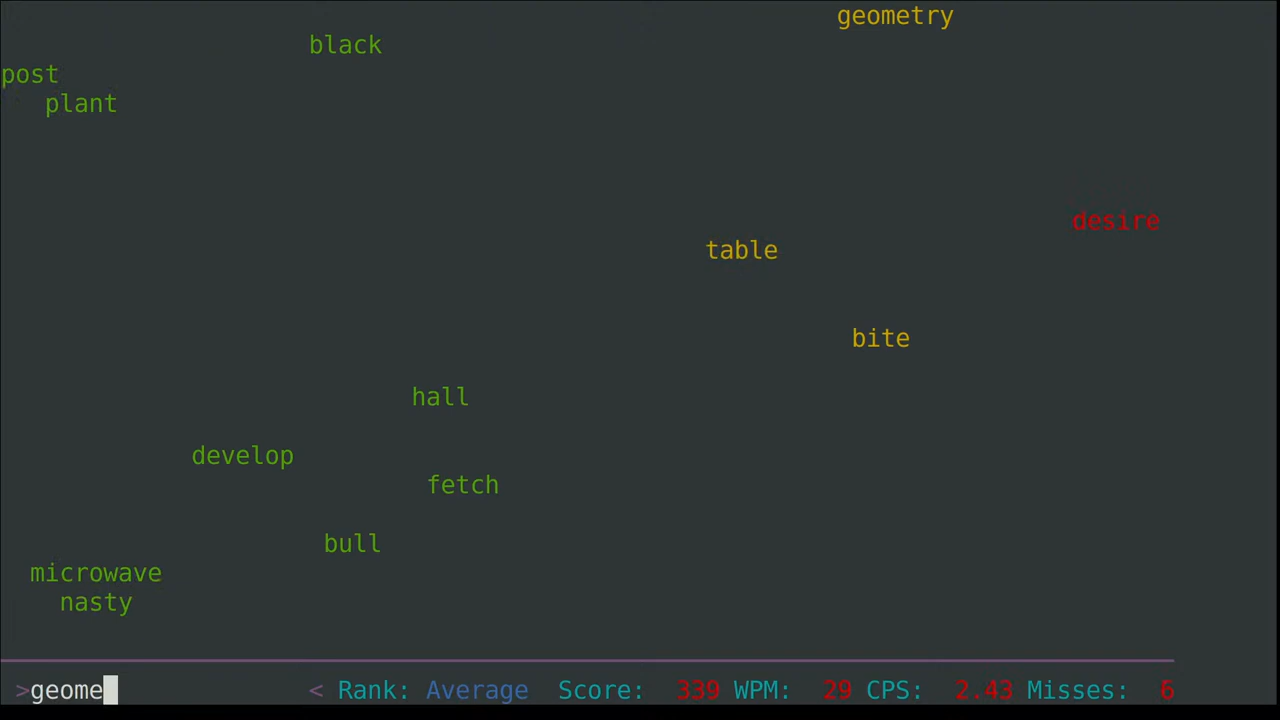 geometry
black
post
plant
desire
table
bite
hall
develop
fetch
bull
microwave
nasty
>geome < Rank: Average Score: 339 WPM: 29 CPS: 2.43 Misses: 6